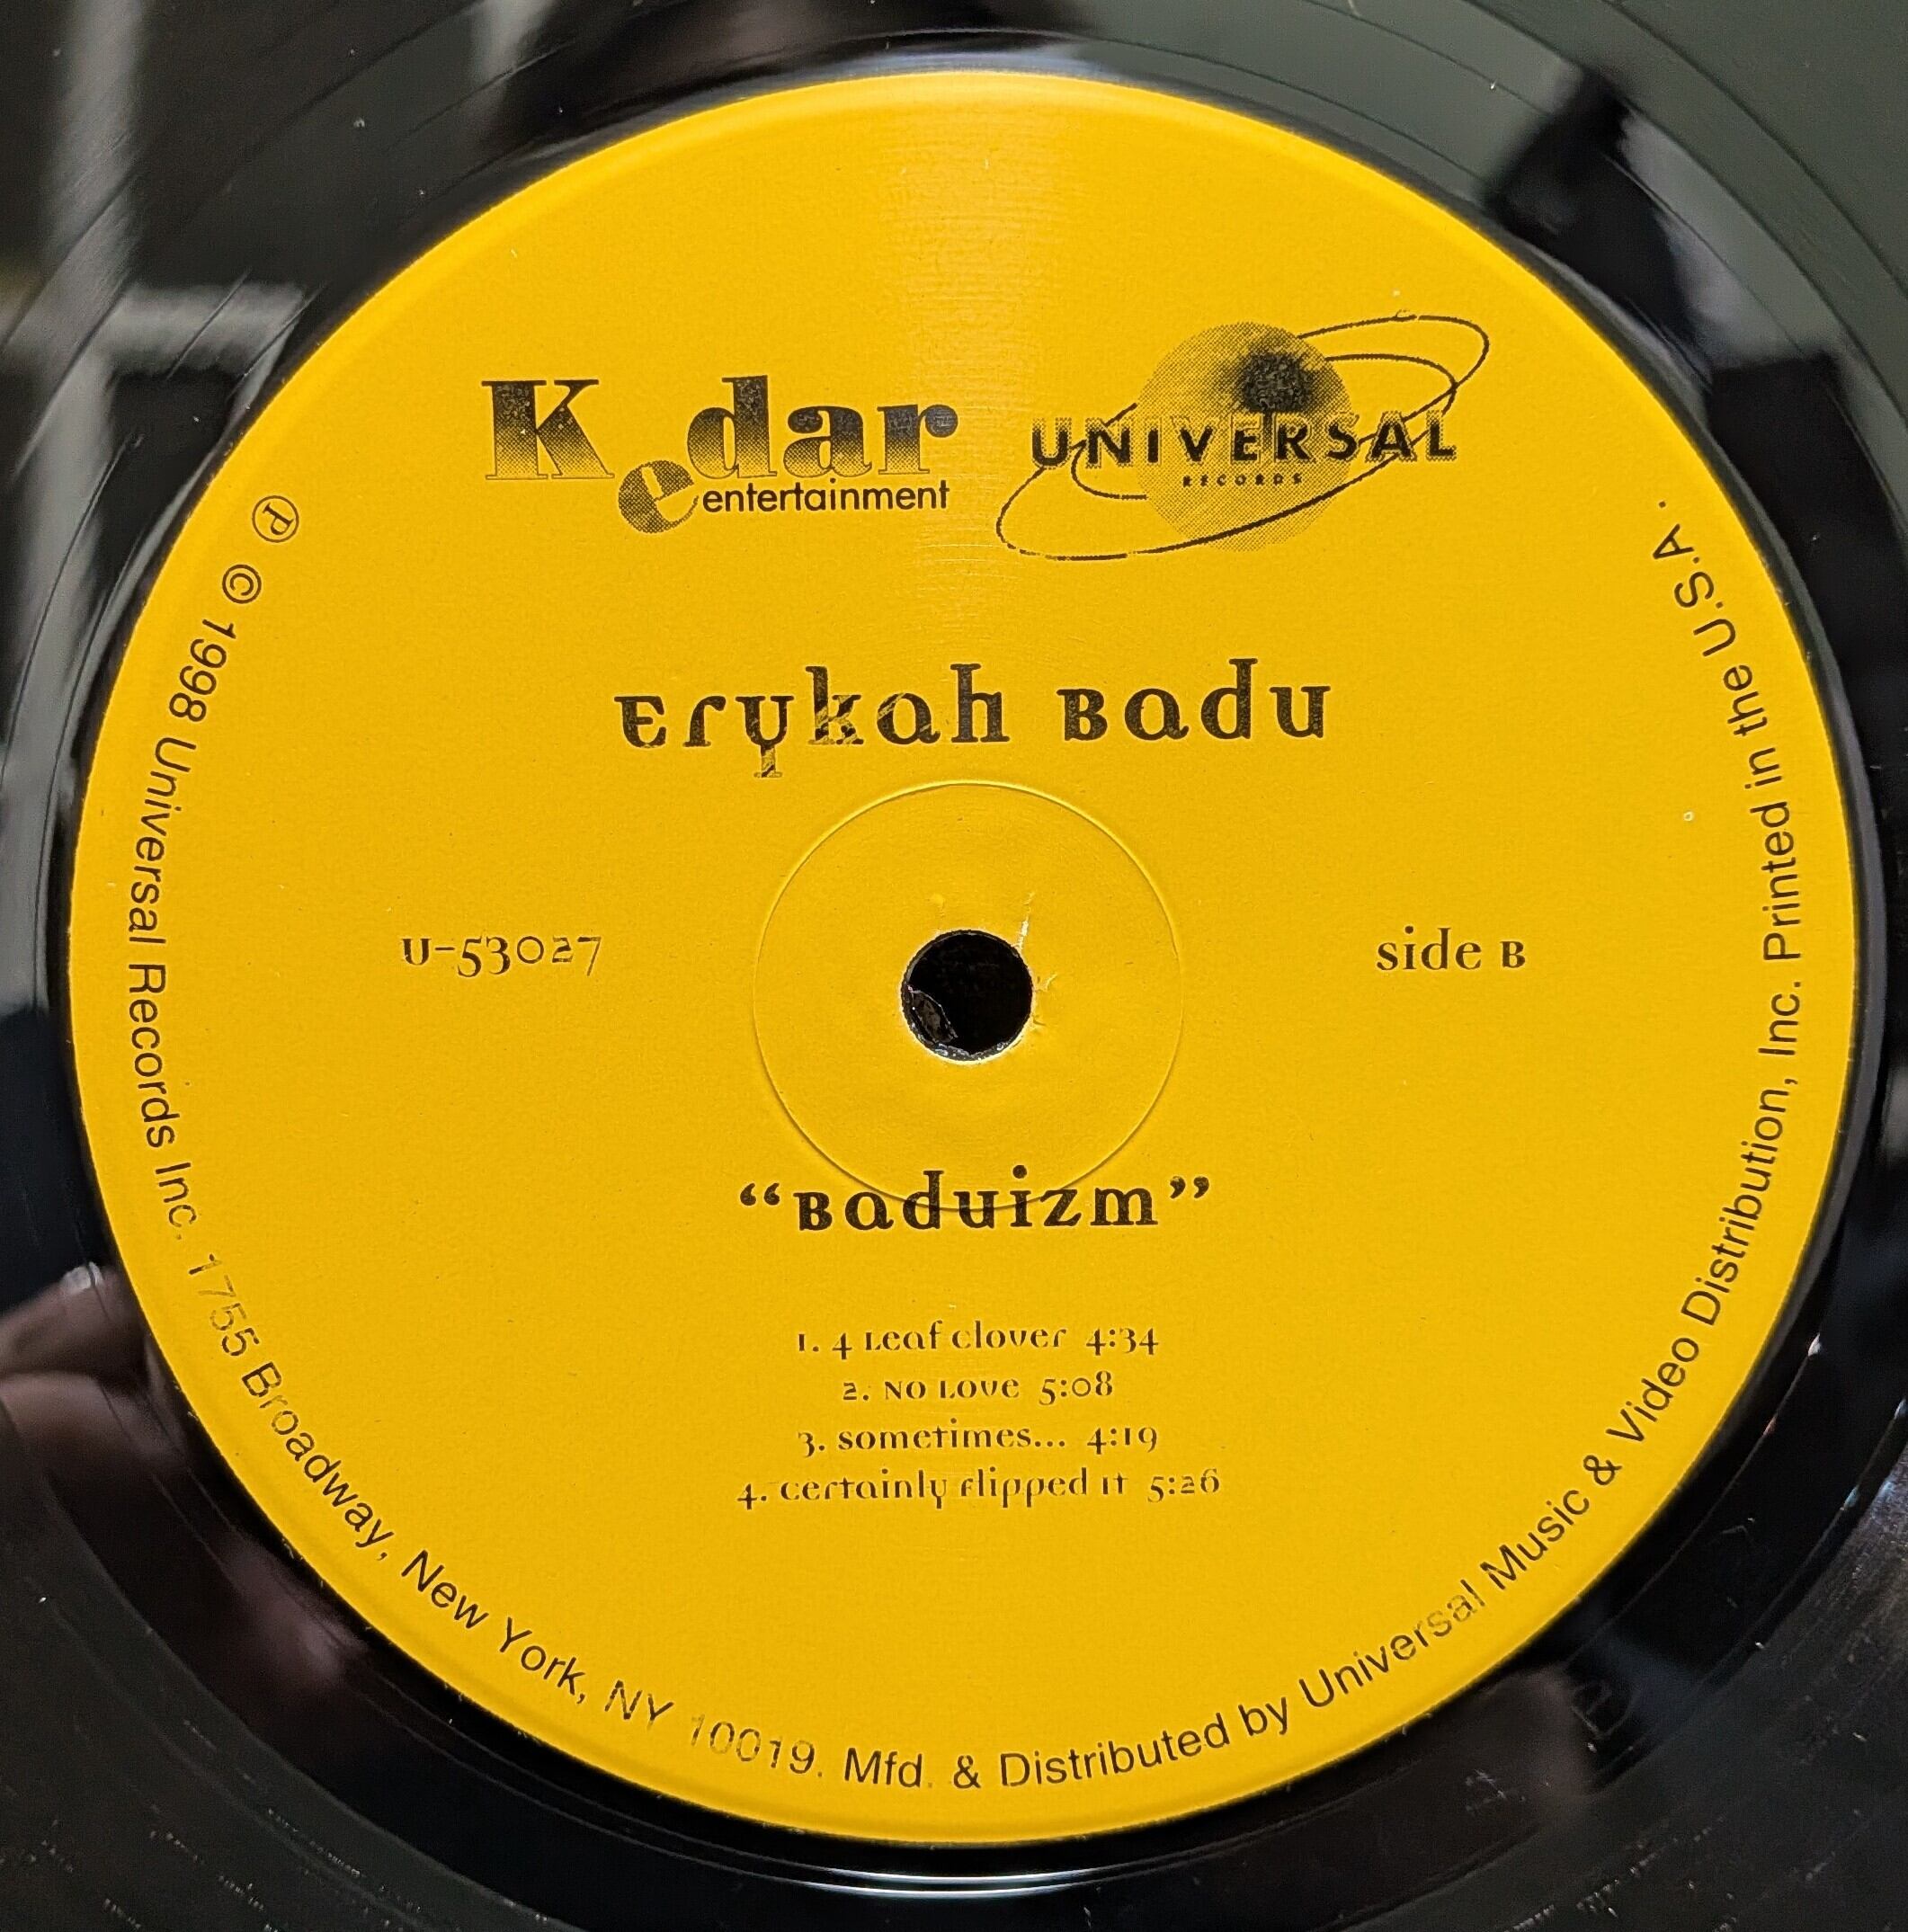 Kedar
entertainment
UNIVERSAL
RECORDS
Erykah Badu
U-53027
side B
“Baduizm”
1. 4 Leaf Clover 4:34
2. No Love 5:08
3. Sometimes... 4:19
4. Certainly Flipped It 5:26
Ⓟ © 1998 Universal Records Inc. 1755 Broadway, New York, NY 10019. Mfd. & Distributed by Universal Music & Video Distribution, Inc. Printed in the U.S.A.